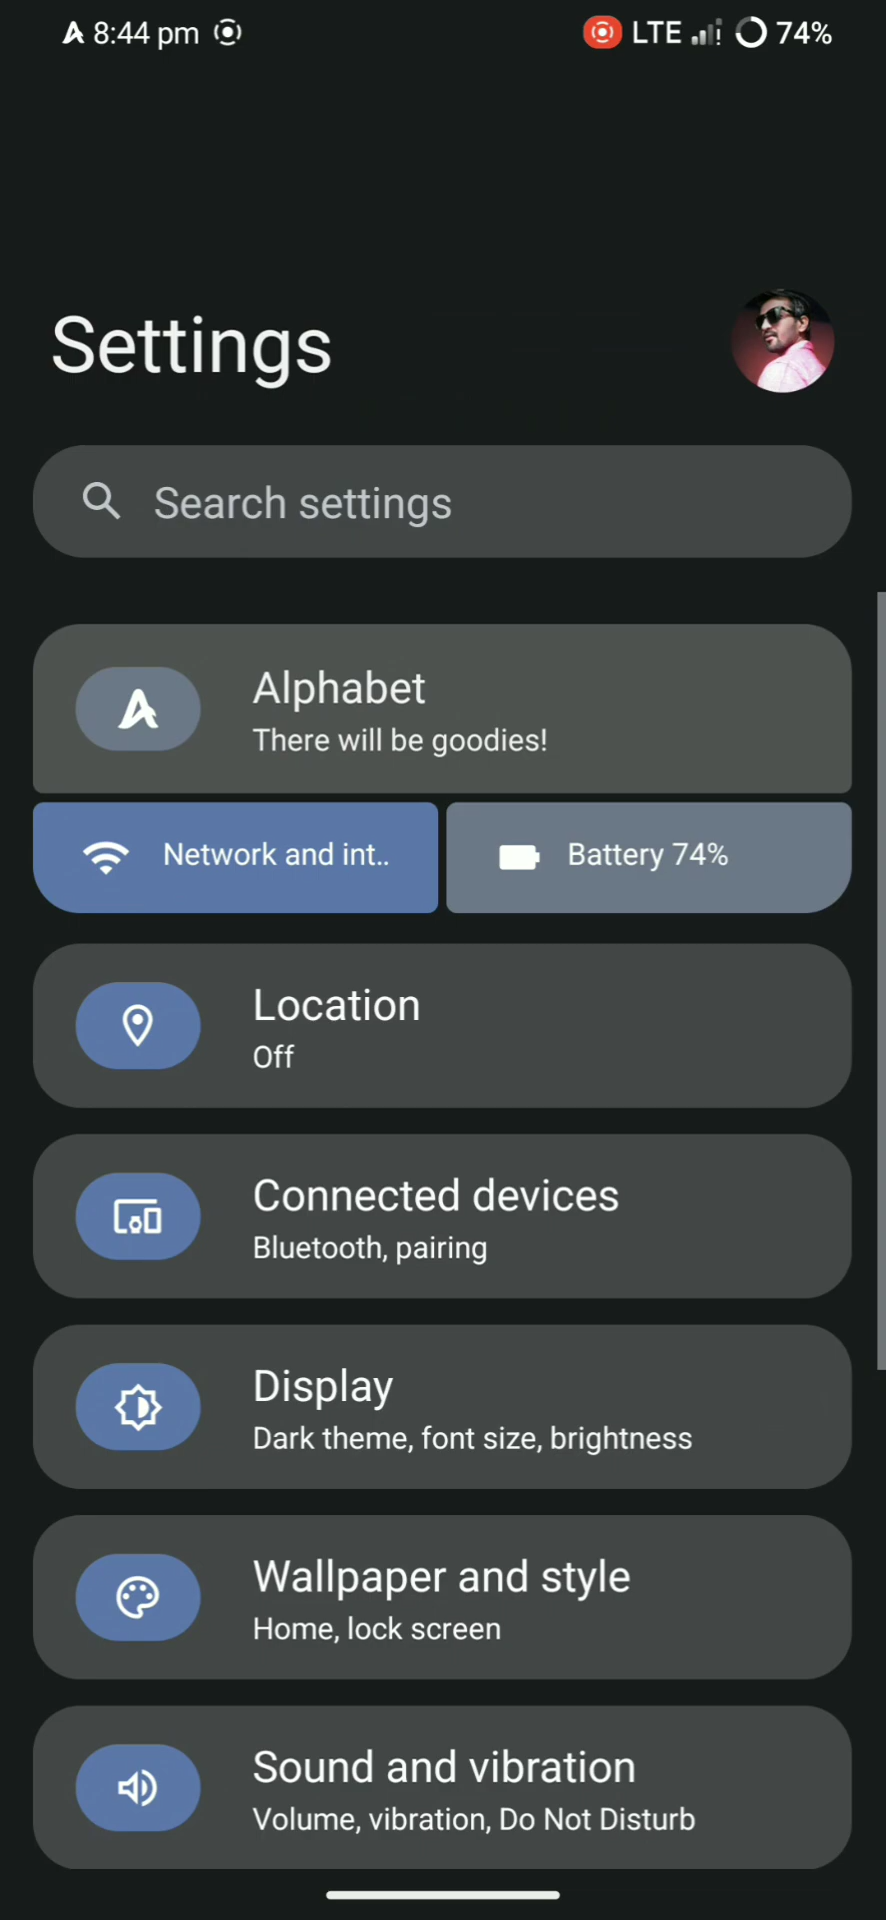 8:44 pm LTE 74%
Settings
Search settings
Alphabet
There will be goodies!
Network and int..
Battery 74%
Location
Off
Connected devices
Bluetooth, pairing
Display
Dark theme, font size, brightness
Wallpaper and style
Home, lock screen
Sound and vibration
Volume, vibration, Do Not Disturb